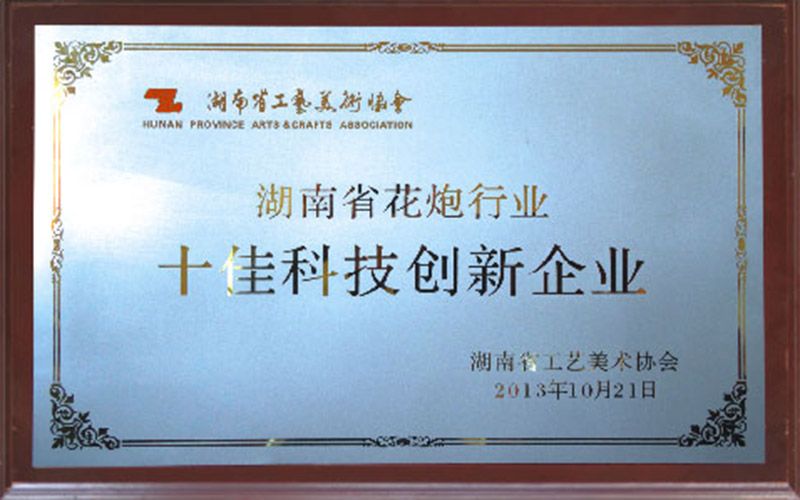 湖南省工藝美術協會
HUNAN PROVINCE ARTS & CRAFTS ASSOCIATION
湖南省花炮行业
十佳科技创新企业
湖南省工艺美术协会
2013年10月21日